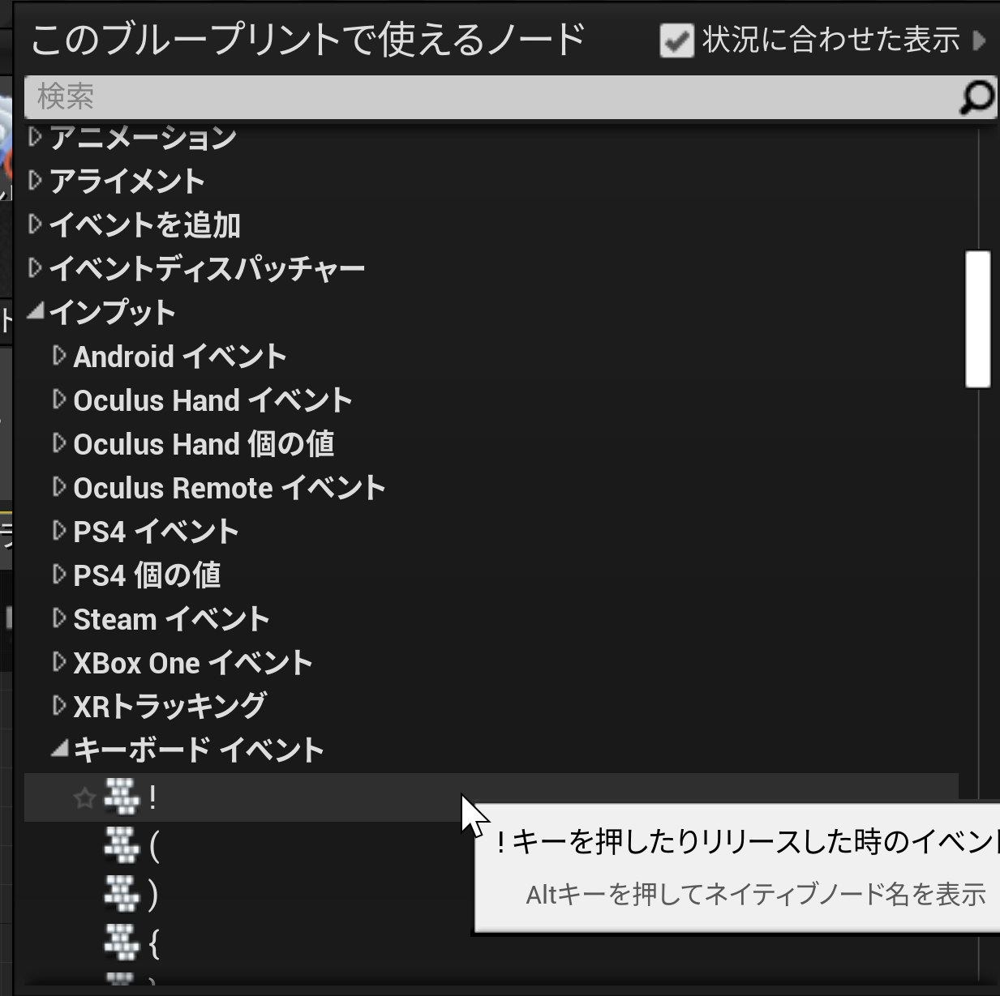 このブループリントで使えるノード
状況に合わせた表示
検索
アニメーション
アライメント
イベントを追加
イベントディスパッチャー
インプット
Android イベント
Oculus Hand イベント
Oculus Hand 個の値
Oculus Remote イベント
PS4 イベント
PS4 個の値
Steam イベント
XBox One イベント
XRトラッキング
キーボード イベント
!
(
)
{
! キーを押したりリリースした時のイベン
Altキーを押してネイティブノード名を表示